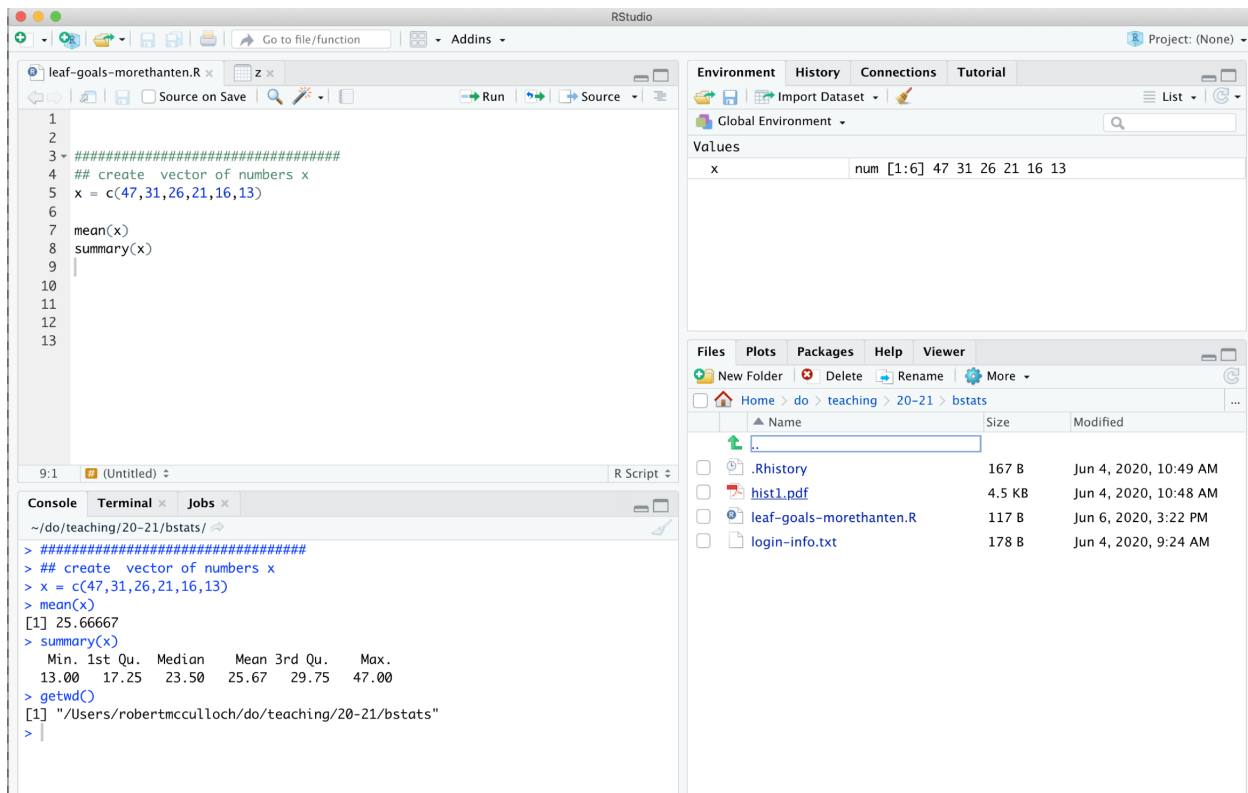 RStudio
Go to file/function Addins Project: (None)
leaf-goals-morethanten.R z
Source on Save Run Source
1
2
3 ##################################
4 ## create  vector of numbers x
5 x = c(47,31,26,21,16,13)
6
7 mean(x)
8 summary(x)
9
10
11
12
13
9:1 # (Untitled) R Script
Console Terminal Jobs
~/do/teaching/20-21/bstats/
> ##################################
> ## create  vector of numbers x
> x = c(47,31,26,21,16,13)
> mean(x)
[1] 25.66667
> summary(x)
Min. 1st Qu. Median Mean 3rd Qu. Max.
13.00 17.25 23.50 25.67 29.75 47.00
> getwd()
[1] "/Users/robertmcculloch/do/teaching/20-21/bstats"
>
Environment History Connections Tutorial
Import Dataset List
Global Environment
Values
x num [1:6] 47 31 26 21 16 13
Files Plots Packages Help Viewer
New Folder Delete Rename More
Home > do > teaching > 20-21 > bstats ...
Name Size Modified
..
.Rhistory 167 B Jun 4, 2020, 10:49 AM
hist1.pdf 4.5 KB Jun 4, 2020, 10:48 AM
leaf-goals-morethanten.R 117 B Jun 6, 2020, 3:22 PM
login-info.txt 178 B Jun 4, 2020, 9:24 AM